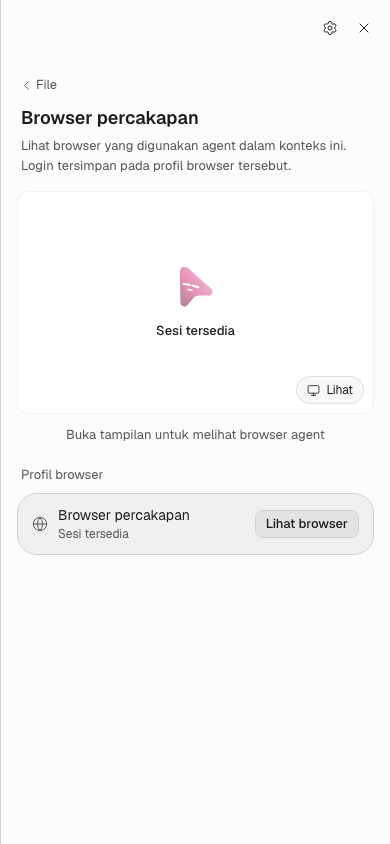 File
Browser percakapan
Lihat browser yang digunakan agent dalam konteks ini.
Login tersimpan pada profil browser tersebut.
Sesi tersedia
Lihat
Buka tampilan untuk melihat browser agent
Profil browser
Browser percakapan
Sesi tersedia
Lihat browser